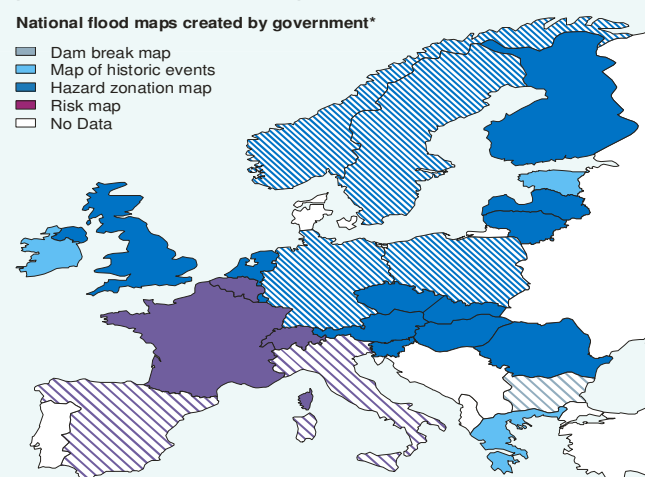 National flood maps created by government*
Dam break map
Map of historic events
Hazard zonation map
Risk map
No Data